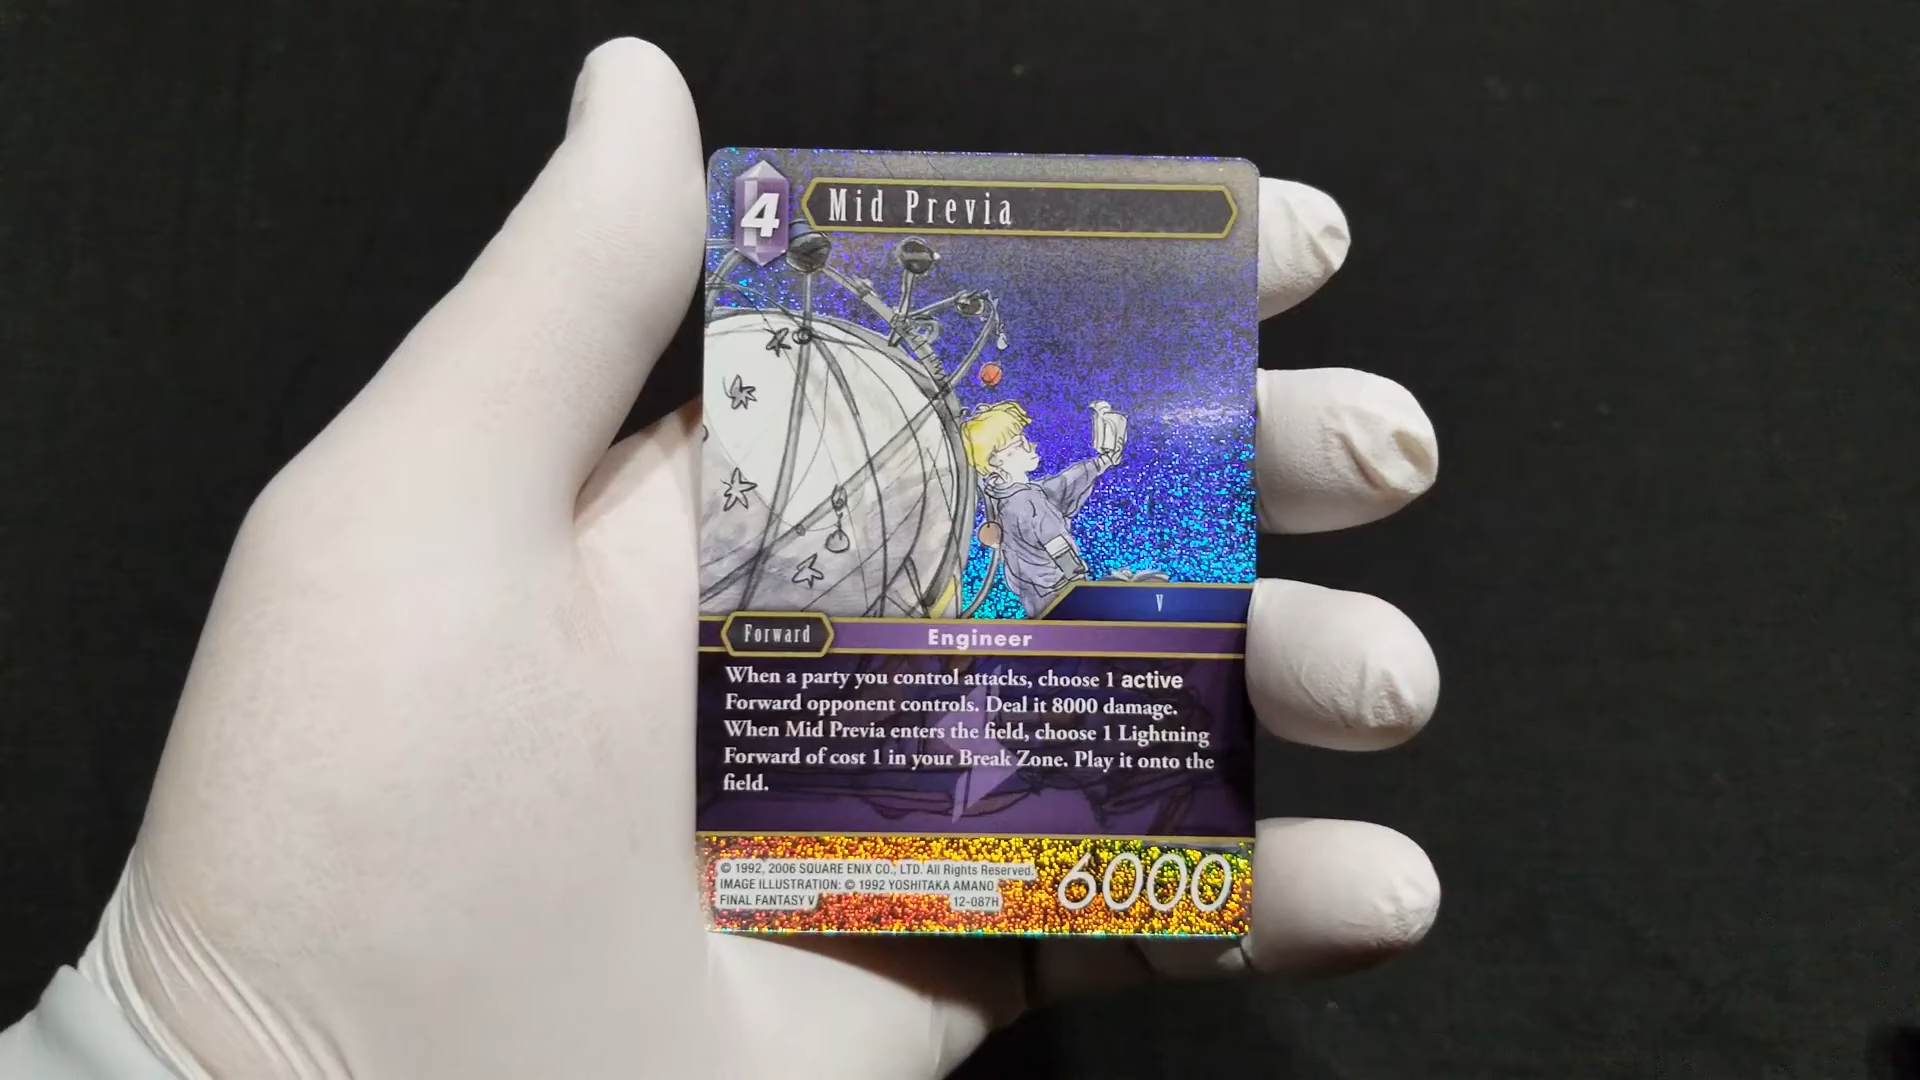 4
Mid Previa
V
Forward
Engineer
When a party you control attacks, choose 1 active
Forward opponent controls. Deal it 8000 damage.
When Mid Previa enters the field, choose 1 Lightning
Forward of cost 1 in your Break Zone. Play it onto the
field.
© 1992, 2006 SQUARE ENIX CO., LTD. All Rights Reserved.
IMAGE ILLUSTRATION: © 1992 YOSHITAKA AMANO
FINAL FANTASY V 12-087H
6000